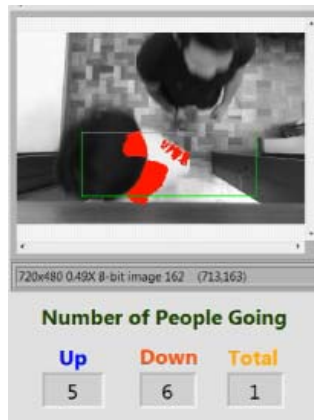 720x480 0.49X 8-bit image 162 (713,163)
Number of People Going
Up Down Total
5 6 1